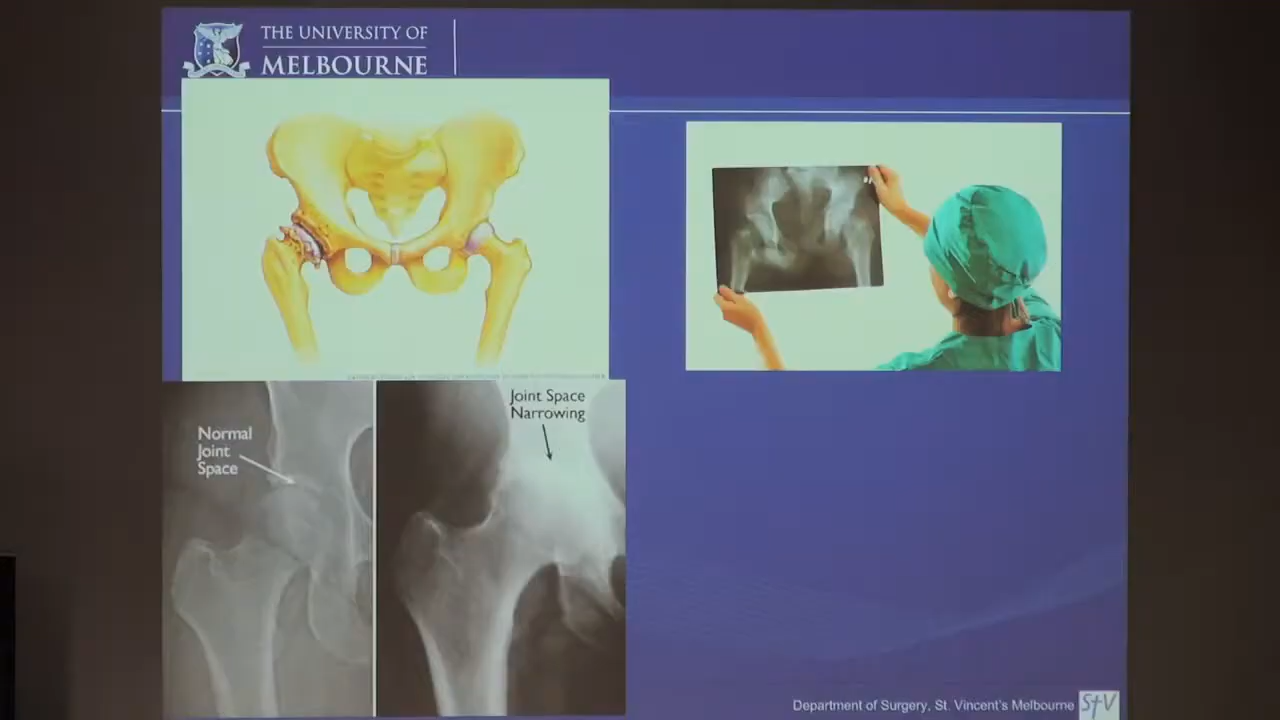 THE UNIVERSITY OF
MELBOURNE
Normal
Joint
Space
Joint Space
Narrowing
Department of Surgery, St. Vincent's Melbourne
StV